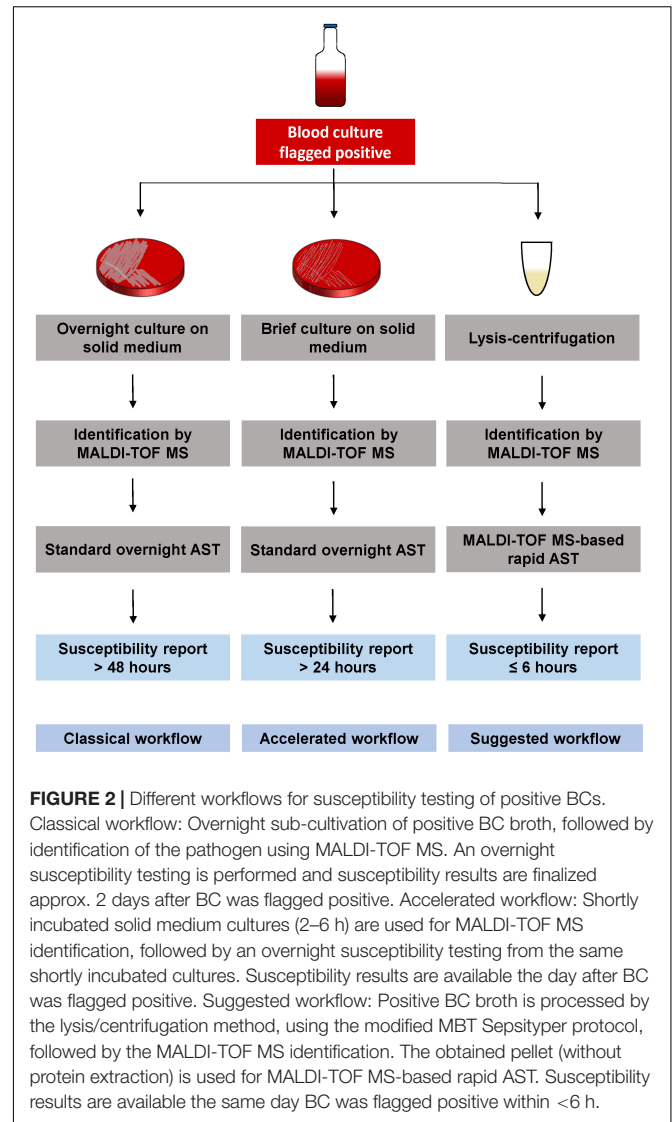 Blood culture
flagged positive
Overnight culture on
solid medium
Brief culture on solid
medium
Lysis-centrifugation
Identification by
MALDI-TOF MS
Identification by
MALDI-TOF MS
Identification by
MALDI-TOF MS
Standard overnight AST
Standard overnight AST
MALDI-TOF MS-based
rapid AST
Susceptibility report
> 48 hours
Susceptibility report
> 24 hours
Susceptibility report
≤ 6 hours
Classical workflow
Accelerated workflow
Suggested workflow
FIGURE 2 | Different workflows for susceptibility testing of positive BCs.
Classical workflow: Overnight sub-cultivation of positive BC broth, followed by
identification of the pathogen using MALDI-TOF MS. An overnight
susceptibility testing is performed and susceptibility results are finalized
approx. 2 days after BC was flagged positive. Accelerated workflow: Shortly
incubated solid medium cultures (2–6 h) are used for MALDI-TOF MS
identification, followed by an overnight susceptibility testing from the same
shortly incubated cultures. Susceptibility results are available the day after BC
was flagged positive. Suggested workflow: Positive BC broth is processed by
the lysis/centrifugation method, using the modified MBT Sepsityper protocol,
followed by the MALDI-TOF MS identification. The obtained pellet (without
protein extraction) is used for MALDI-TOF MS-based rapid AST. Susceptibility
results are available the same day BC was flagged positive within <6 h.